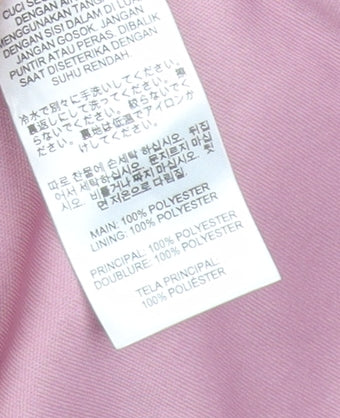 CUCI SE
DENGAN AIR
MENGGUNAKAN TANGA
DENGAN SISI DALAM DI LUA
JANGAN GOSOK. JANGAN
PUNTIR ATAU PERAS. DIBALIK
SAAT DISETERIKA DENGAN
SUHU RENDAH
冷水で別々に手洗いしてください。
裏返しにして洗ってください。擦
らないでください。絞らないでく
ださい。裏地は低温でアイロンが
けしてください。
따로 찬물에 손세탁 하십시오. 뒤집
어서 세탁하십시오. 문지르지 마십
시오. 비틀거나 짜지 마십시오. 뒤집
면 저온으로 다림질.
MAIN: 100% POLYESTER
LINING: 100% POLYESTER
PRINCIPAL: 100% POLYESTER
DOUBLURE: 100% POLYESTER
TELA PRINCIPAL:
100% POLIÉSTER